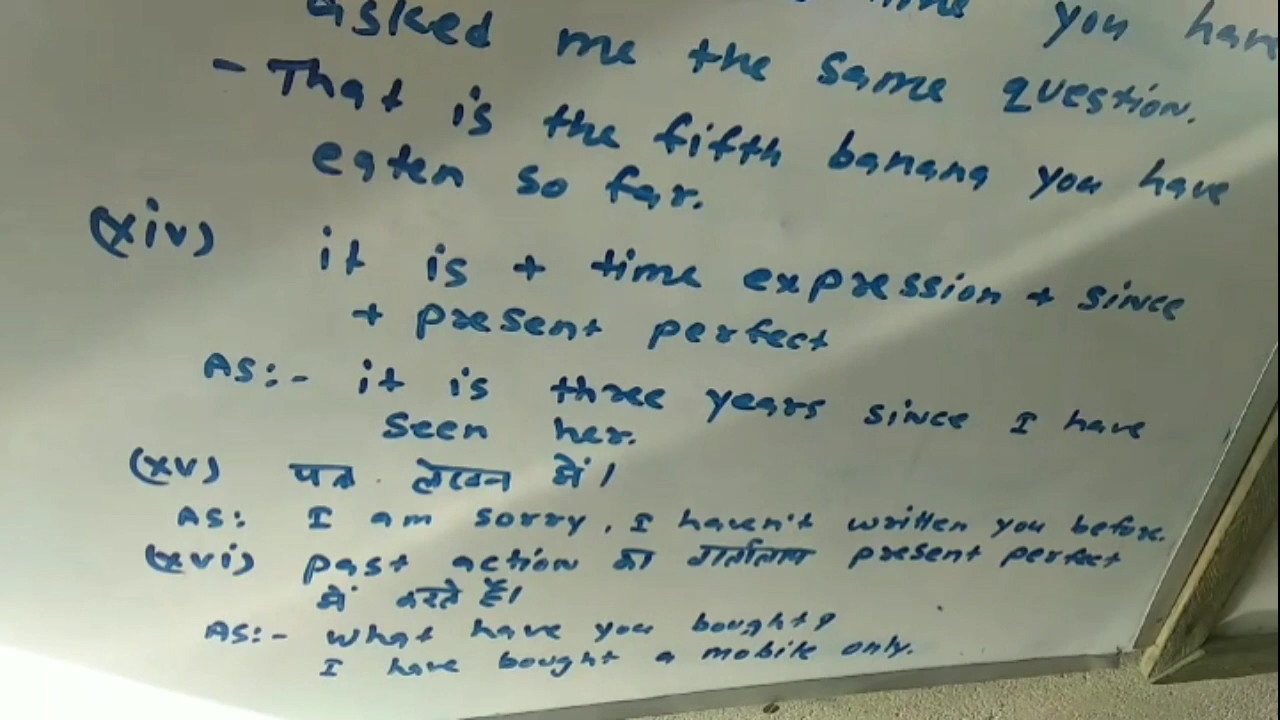 you have
asked me the same question.
- That is the fifth banana you have
eaten so far.
(xiv) it is + time expression + since
+ present perfect
AS:- it is three years since I have
seen her.
(xv) पत्र लेखन में।
AS: I am sorry, I haven't written you before.
(xvi) past action का वार्तालाप present perfect
में करते हैं।
AS:- what have you bought?
I have bought a mobile only.